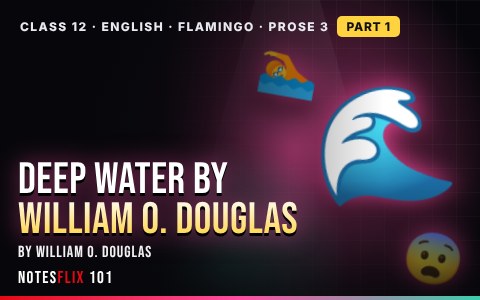 CLASS 12 · ENGLISH · FLAMINGO · PROSE 3 PART 1
DEEP WATER BY
WILLIAM O. DOUGLAS
BY WILLIAM O. DOUGLAS
NOTESFLIX 101